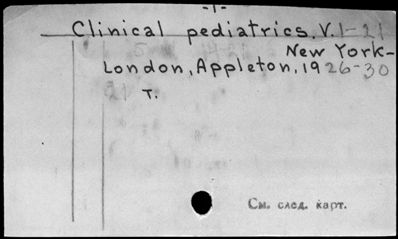 -1-
Clinical pediatrics. V. 1-21
New York-
London, Appleton, 1926-30
21 т.
См. след. карт.